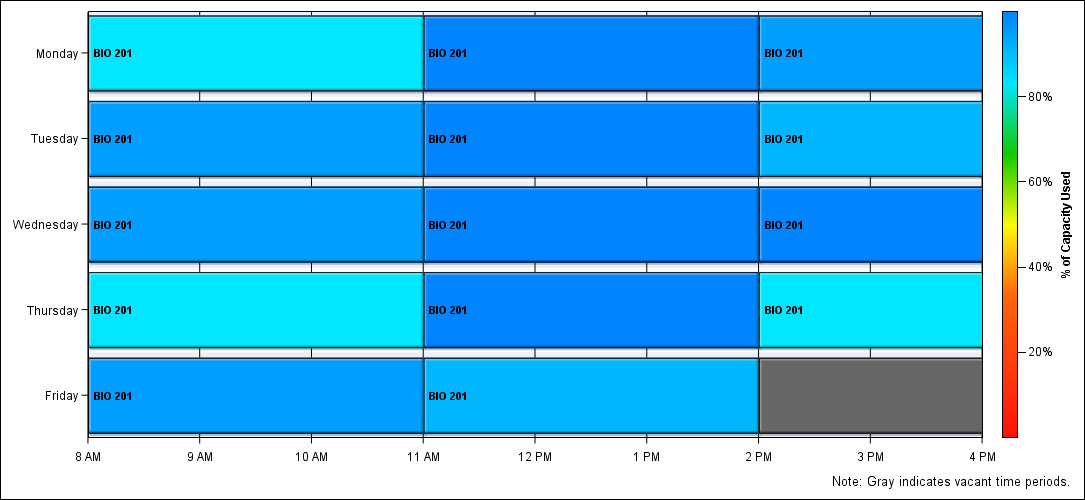 Monday BIO 201 BIO 201 BIO 201
80%
Tuesday BIO 201 BIO 201 BIO 201
60%
Wednesday BIO 201 BIO 201 BIO 201
% of Capacity Used
40%
Thursday BIO 201 BIO 201 BIO 201
20%
Friday BIO 201 BIO 201
8 AM 9 AM 10 AM 11 AM 12 PM 1 PM 2 PM 3 PM 4 PM
Note: Gray indicates vacant time periods.